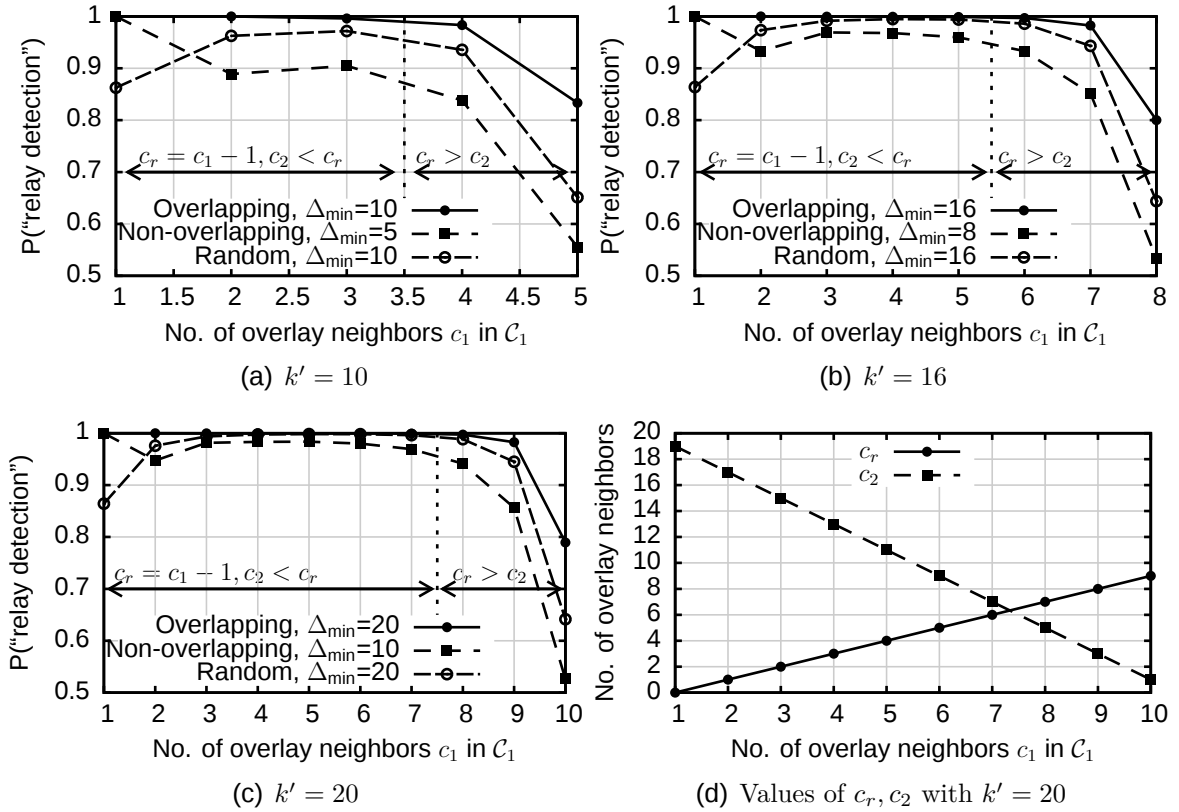 P("relay detection")
1
0.9
0.8
0.7
0.6
0.5
c_r = c_1 − 1, c_2 < c_r
c_r > c_2
Overlapping, Δ_min=10
Non-overlapping, Δ_min=5
Random, Δ_min=10
1 1.5 2 2.5 3 3.5 4 4.5 5
No. of overlay neighbors c_1 in 𝒞_1
(a) k′ = 10
P("relay detection")
1
0.9
0.8
0.7
0.6
0.5
c_r = c_1 − 1, c_2 < c_r
c_r > c_2
Overlapping, Δ_min=16
Non-overlapping, Δ_min=8
Random, Δ_min=16
1 2 3 4 5 6 7 8
No. of overlay neighbors c_1 in 𝒞_1
(b) k′ = 16
P("relay detection")
1
0.9
0.8
0.7
0.6
0.5
c_r = c_1 − 1, c_2 < c_r
c_r > c_2
Overlapping, Δ_min=20
Non-overlapping, Δ_min=10
Random, Δ_min=20
1 2 3 4 5 6 7 8 9 10
No. of overlay neighbors c_1 in 𝒞_1
(c) k′ = 20
No. of overlay neighbors
20
18
16
14
12
10
8
6
4
2
0
c_r
c_2
1 2 3 4 5 6 7 8 9 10
No. of overlay neighbors c_1 in 𝒞_1
(d) Values of c_r, c_2 with k′ = 20